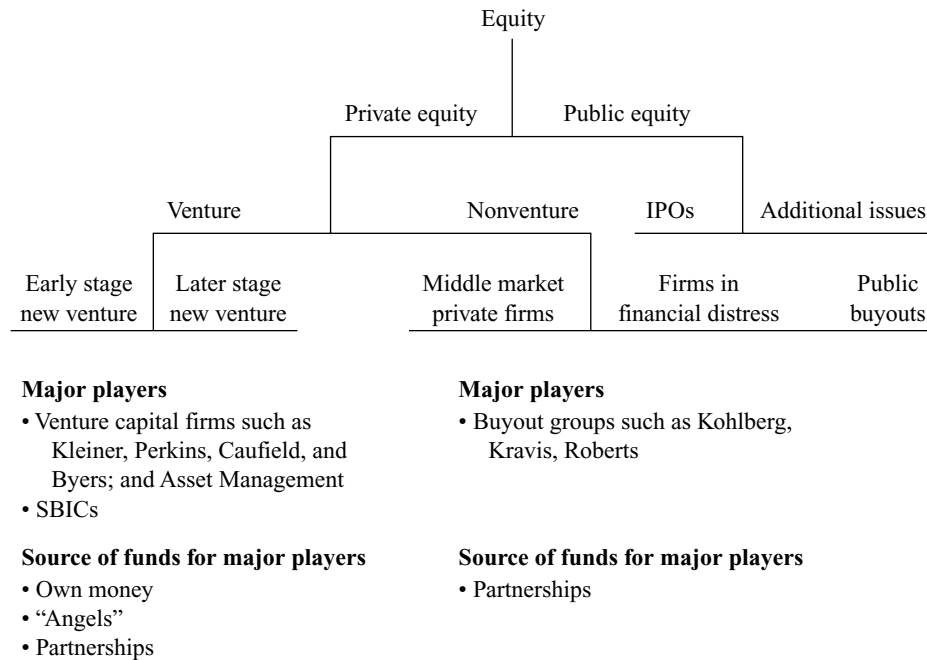 Equity
Private equity
Public equity
Venture
Nonventure
IPOs
Additional issues
Early stage
new venture
Later stage
new venture
Middle market
private firms
Firms in
financial distress
Public
buyouts
Major players
• Venture capital firms such as
Kleiner, Perkins, Caufield, and
Byers; and Asset Management
• SBICs
Source of funds for major players
• Own money
• “Angels”
• Partnerships
Major players
• Buyout groups such as Kohlberg,
Kravis, Roberts
Source of funds for major players
• Partnerships